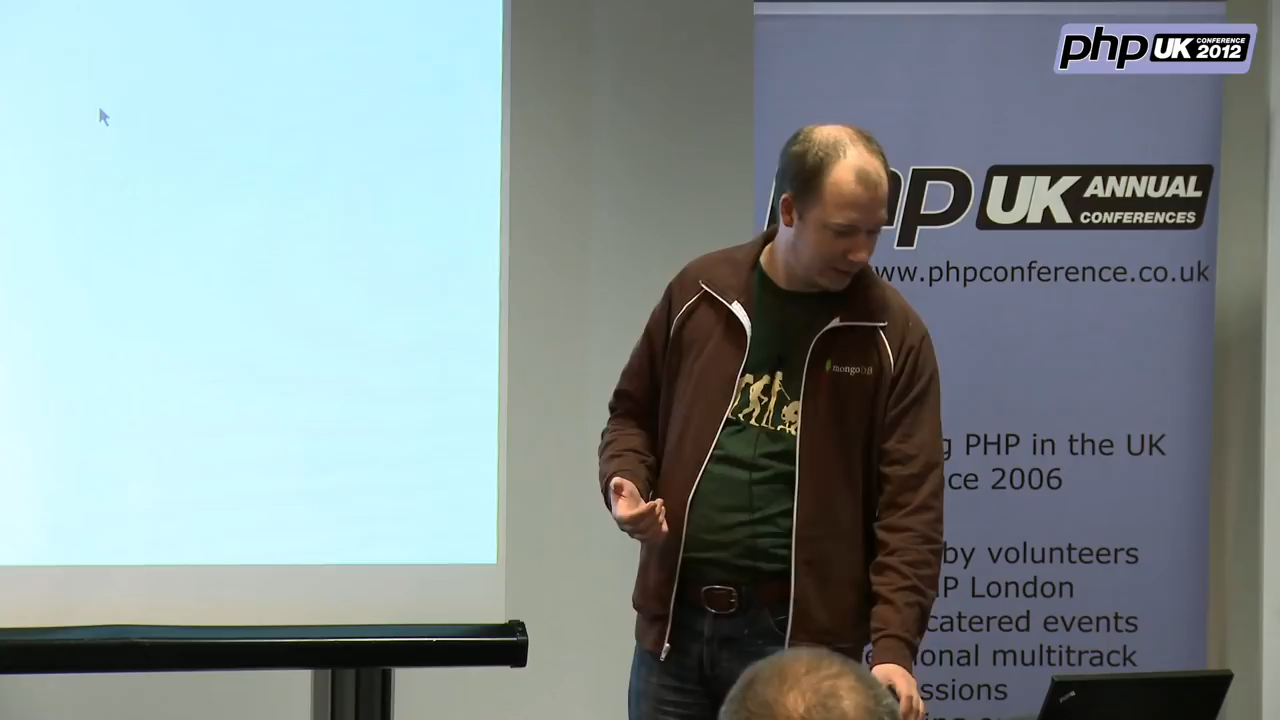 php UK CONFERENCE 2012
php UK ANNUAL CONFERENCES
www.phpconference.co.uk
mongoDB
g PHP in the UK
ce 2006
by volunteers
P London
catered events
ional multitrack
ssions